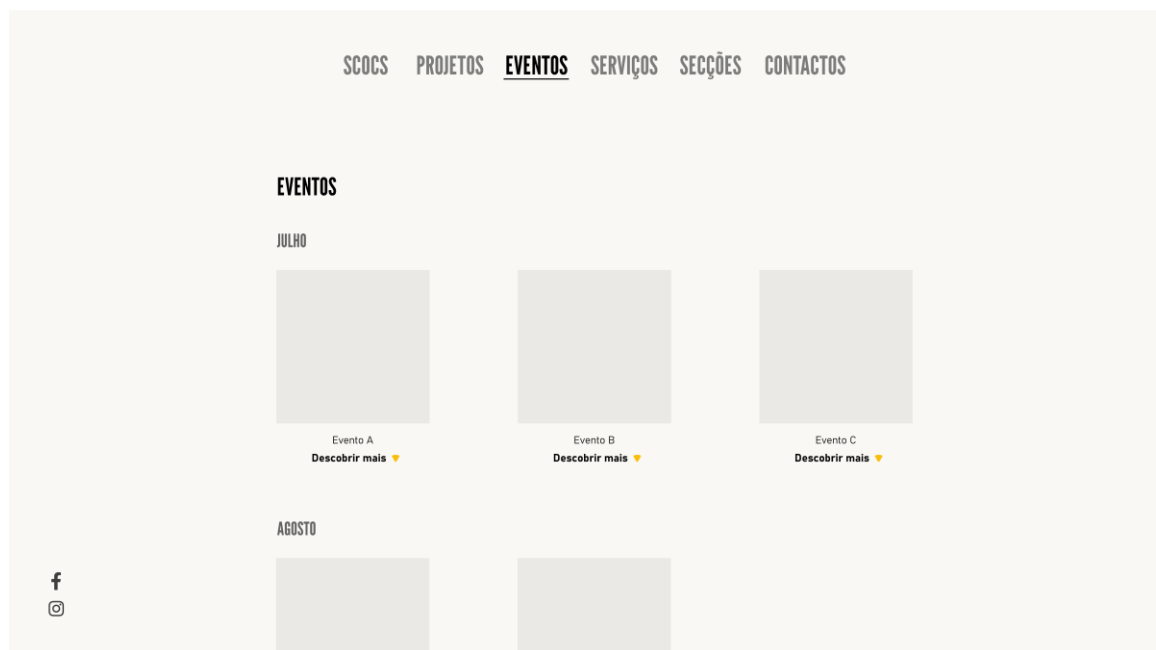 SCOCS PROJETOS EVENTOS SERVIÇOS SECÇÕES CONTACTOS
EVENTOS
JULHO
Evento A Evento B Evento C
Descobrir mais Descobrir mais Descobrir mais
AGOSTO